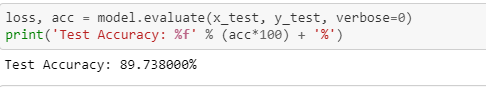 loss, acc = model.evaluate(x_test, y_test, verbose=0)
print('Test Accuracy: %f' % (acc*100) + '%')
Test Accuracy: 89.738000%